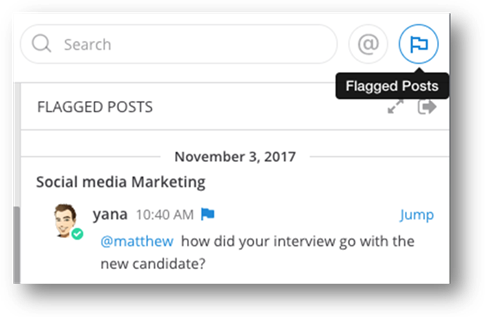 Search
@
Flagged Posts
FLAGGED POSTS
November 3, 2017
Social media Marketing
yana 10:40 AM Jump
@matthew how did your interview go with the
new candidate?